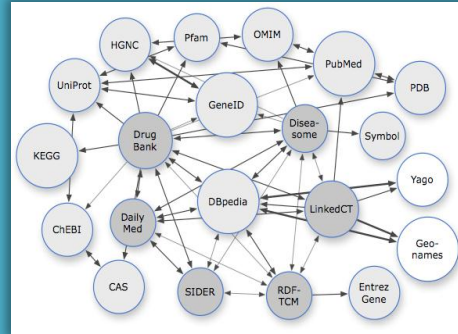 HGNC
Pfam
OMIM
PubMed
UniProt
GeneID
PDB
Drug
Bank
Disea-
some
Symbol
KEGG
Yago
Daily
Med
DBpedia
LinkedCT
ChEBI
Geo-
names
CAS
SIDER
RDF-
TCM
Entrez
Gene